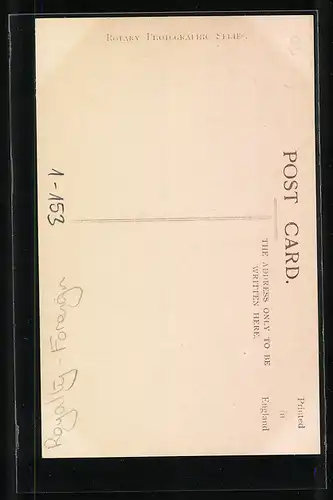 ROTARY PHOTOGRAPHIC SERIES.
POST CARD.
THE ADDRESS ONLY TO BE
WRITTEN HERE.
Printed
in
England
1-153
Royalty - Foreign